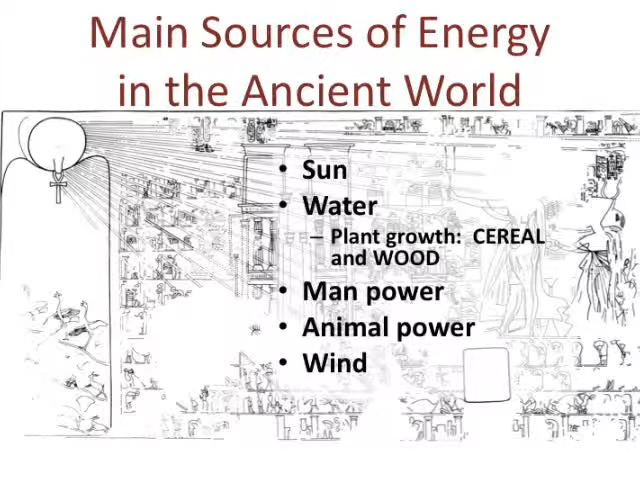 Main Sources of Energy
in the Ancient World
• Sun
• Water
– Plant growth: CEREAL
and WOOD
• Man power
• Animal power
• Wind